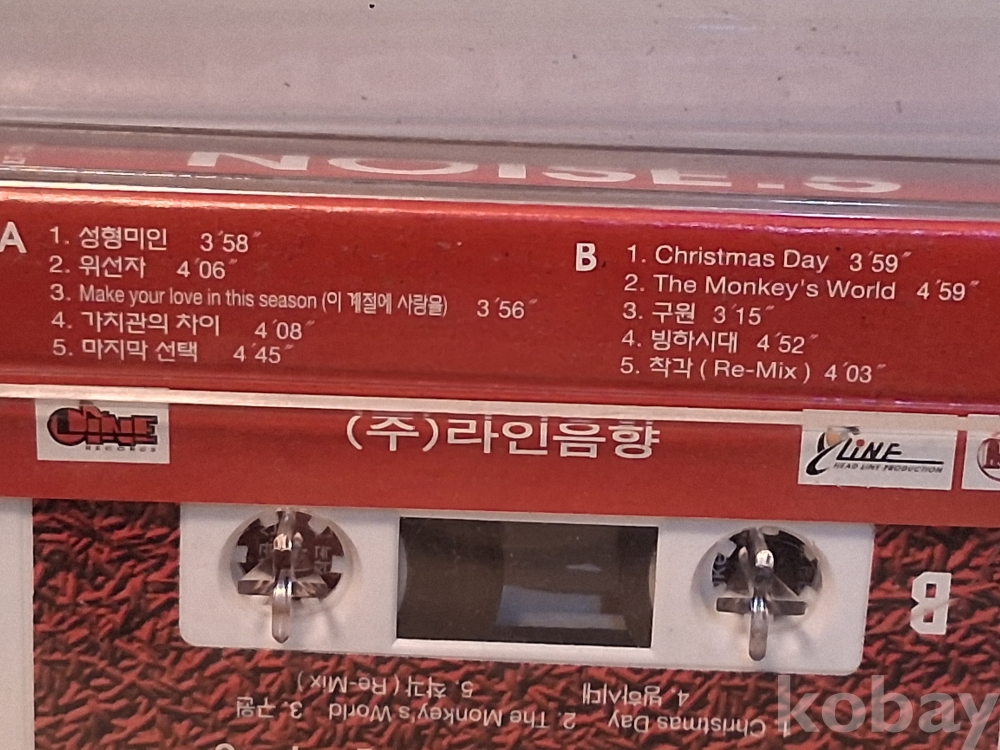 NOISE.5
A
1. 성형미인 3´58˝
2. 위선자 4´06˝
3. Make your love in this season (이 계절에 사랑을) 3´56˝
4. 가치관의 차이 4´08˝
5. 마지막 선택 4´45˝
B
1. Christmas Day 3´59˝
2. The Monkey's World 4´59˝
3. 구원 3´15˝
4. 빙하시대 4´52˝
5. 착각 ( Re-Mix ) 4´03˝
LINE
RECORDS
(주)라인음향
LINE
HEAD LINE PRODUCTION
B
1. Christmas Day 2. The Monkey's World 3. 구원
4. 빙하시대 5. 착각 ( Re-Mix )
kobay